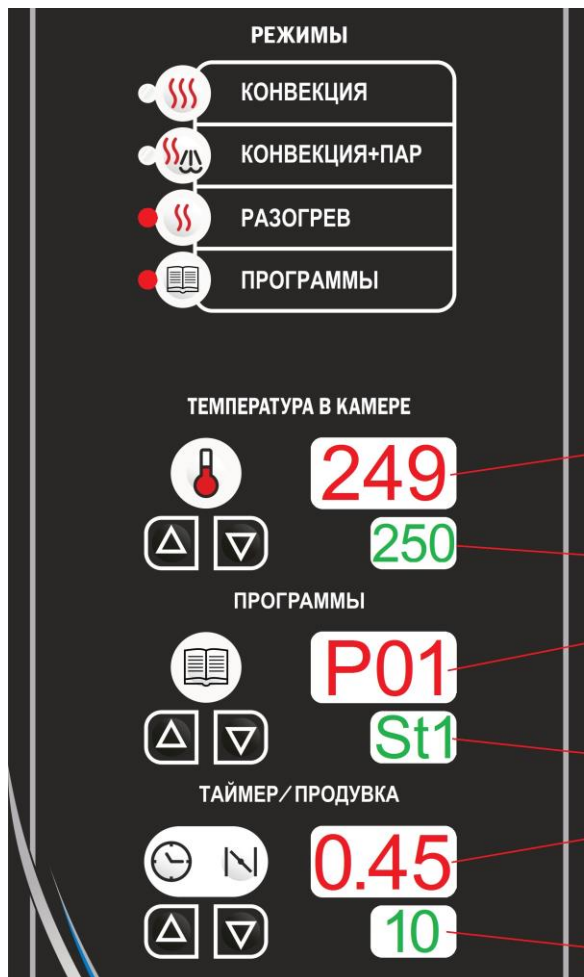 РЕЖИМЫ
КОНВЕКЦИЯ
КОНВЕКЦИЯ+ПАР
РАЗОГРЕВ
ПРОГРАММЫ
ТЕМПЕРАТУРА В КАМЕРЕ
249
250
ПРОГРАММЫ
P01
St1
ТАЙМЕР/ПРОДУВКА
0.45
10